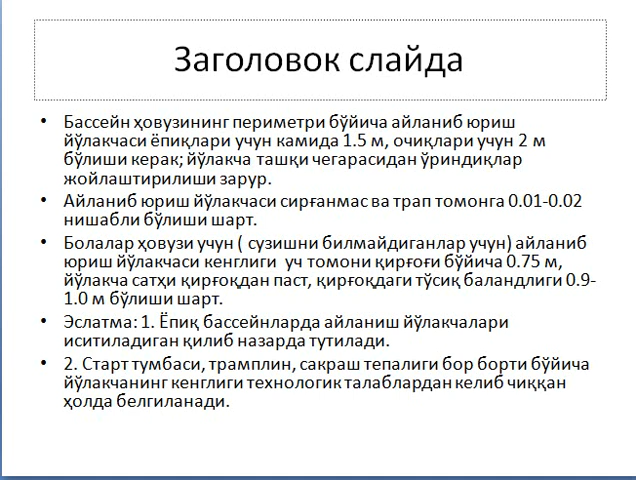 Заголовок слайда
• Бассейн ҳовузининг периметри бўйича айланиб юриш
йўлакчаси ёпиқлари учун камида 1.5 м, очиқлари учун 2 м
бўлиши керак; йўлакча ташқи чегарасидан ўриндиқлар
жойлаштирилиши зарур.
• Айланиб юриш йўлакчаси сирғанмас ва трап томонга 0.01-0.02
нишабли бўлиши шарт.
• Болалар ҳовузи учун ( сузишни билмайдиганлар учун) айланиб
юриш йўлакчаси кенглиги уч томони қирғоғи бўйича 0.75 м,
йўлакча сатҳи қирғоқдан паст, қирғоқдаги тўсиқ баландлиги 0.9-
1.0 м бўлиши шарт.
• Эслатма: 1. Ёпиқ бассейнларда айланиш йўлакчалари
иситиладиган қилиб назарда тутилади.
• 2. Старт тумбаси, трамплин, сакраш тепалиги бор борти бўйича
йўлакчанинг кенглиги технологик талаблардан келиб чиққан
ҳолда белгиланади.